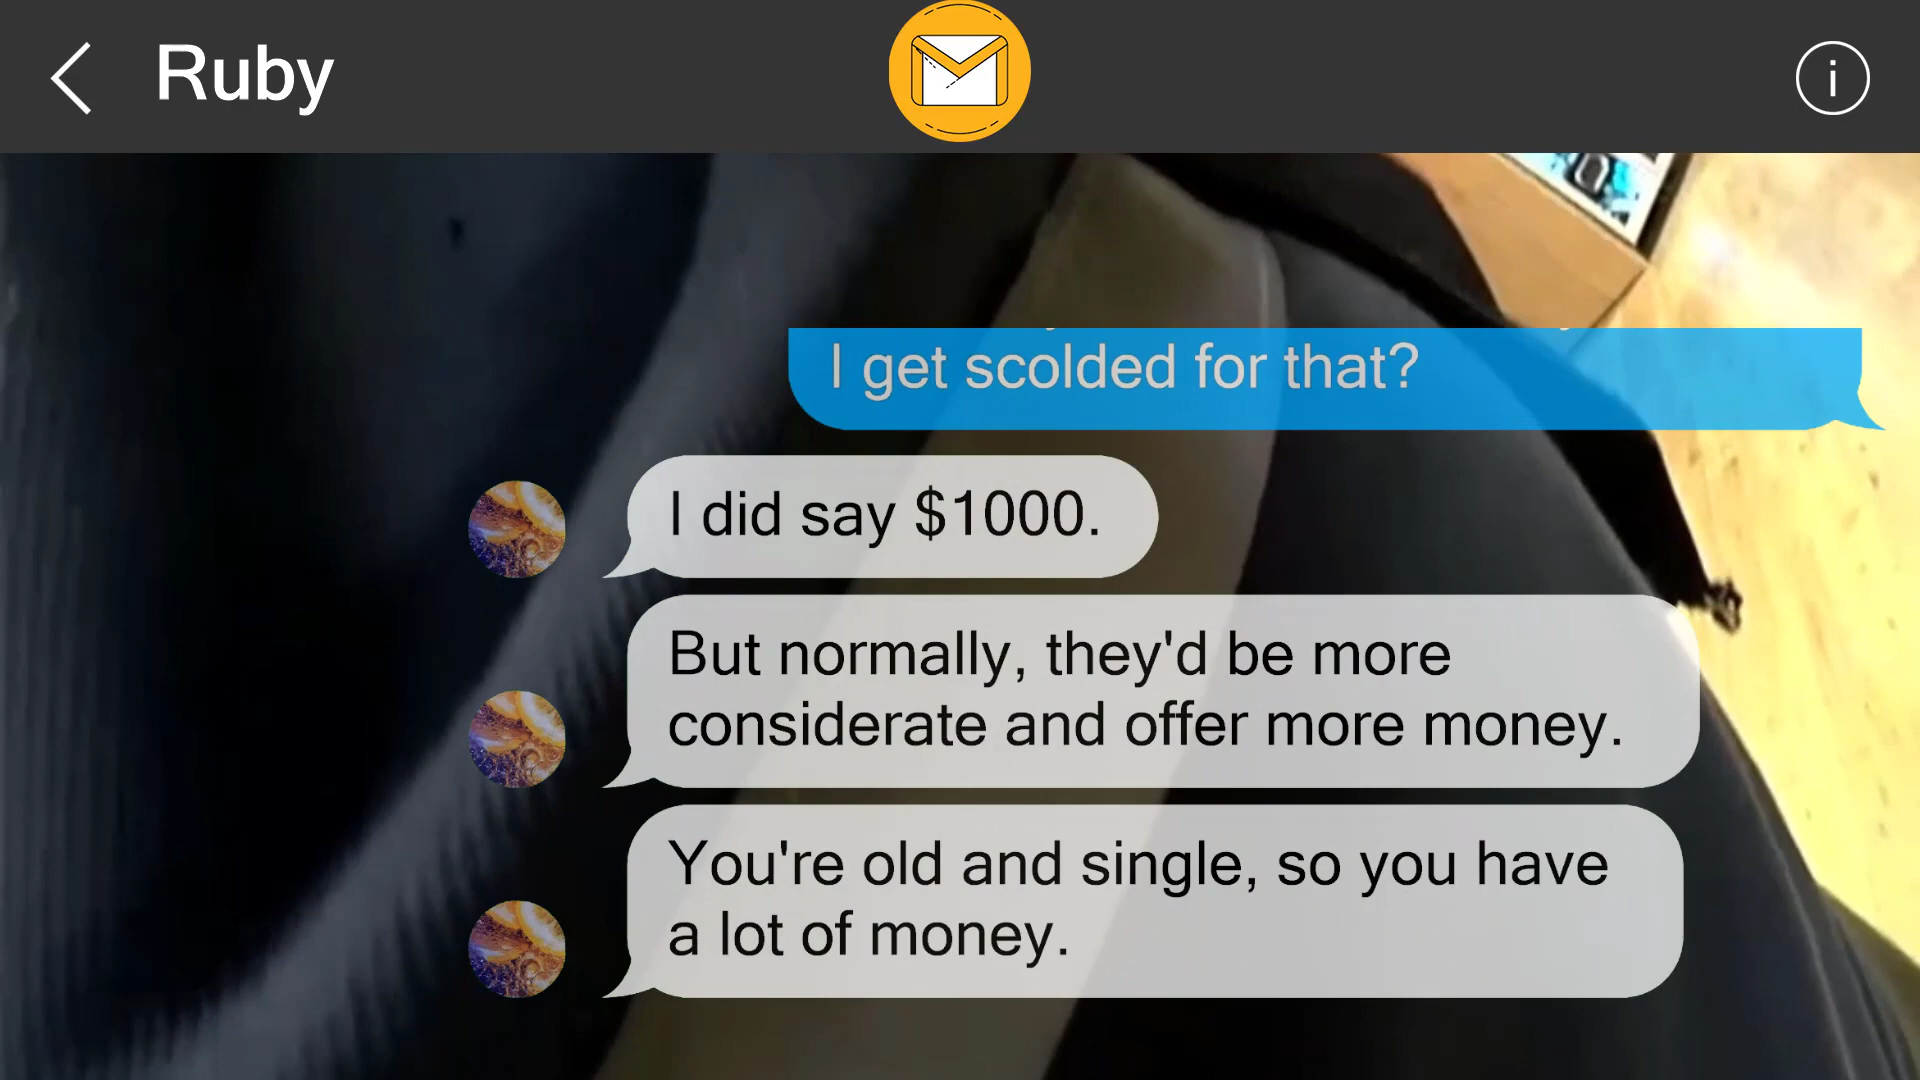 Ruby
i
I get scolded for that?
I did say $1000.
But normally, they'd be more
considerate and offer more money.
You're old and single, so you have
a lot of money.